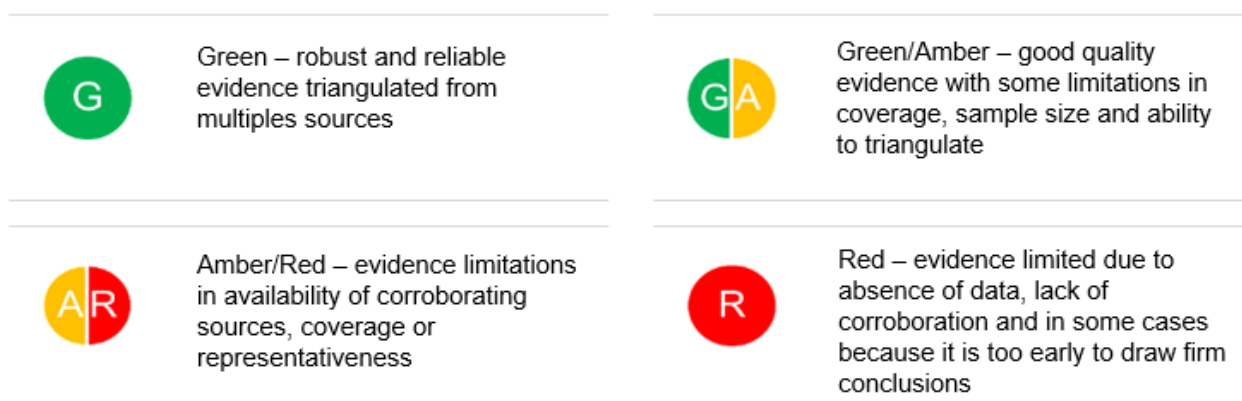 G
Green – robust and reliable
evidence triangulated from
multiples sources
GA
Green/Amber – good quality
evidence with some limitations in
coverage, sample size and ability
to triangulate
AR
Amber/Red – evidence limitations
in availability of corroborating
sources, coverage or
representativeness
R
Red – evidence limited due to
absence of data, lack of
corroboration and in some cases
because it is too early to draw firm
conclusions